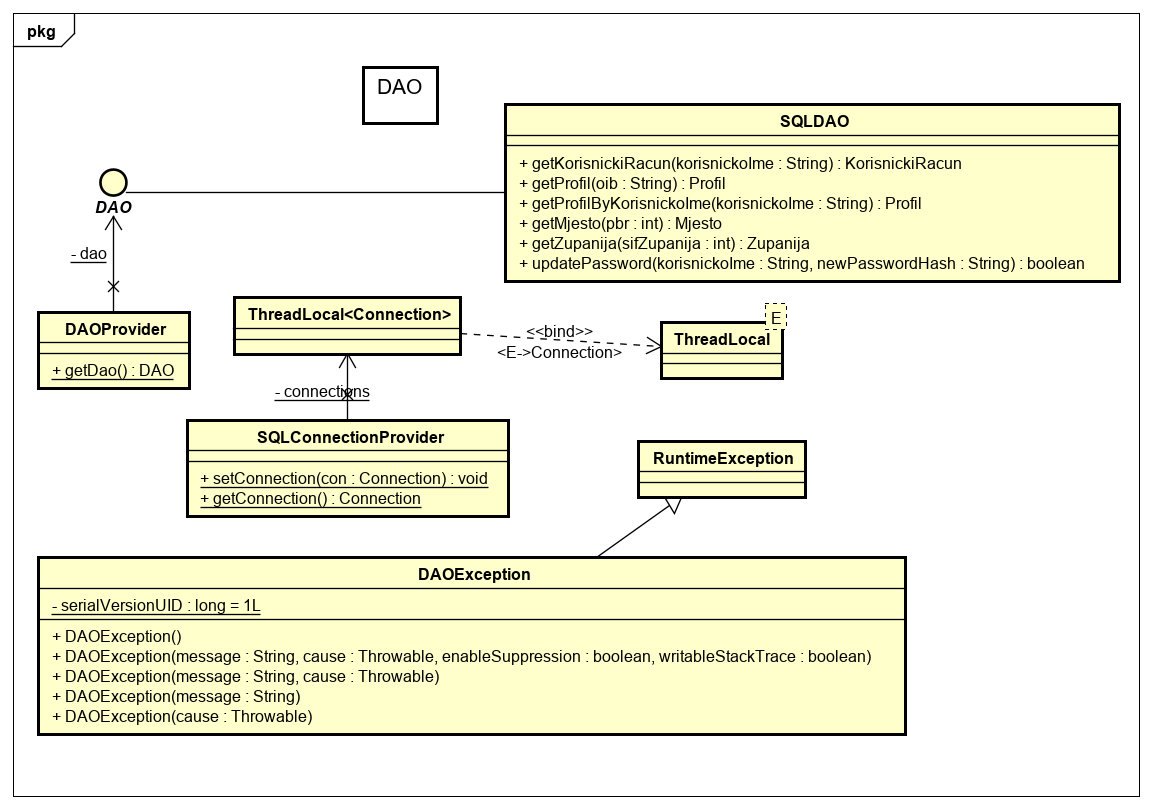 pkg
DAO
SQLDAO
+ getKorisnickiRacun(korisnickoIme : String) : KorisnickiRacun
+ getProfil(oib : String) : Profil
+ getProfilByKorisnickoIme(korisnickoIme : String) : Profil
+ getMjesto(pbr : int) : Mjesto
+ getZupanija(sifZupanija : int) : Zupanija
+ updatePassword(korisnickoIme : String, newPasswordHash : String) : boolean
DAO
- dao
DAOProvider
+ getDao() : DAO
ThreadLocal<Connection>
<<bind>>
<E->Connection>
E
ThreadLocal
- connections
SQLConnectionProvider
+ setConnection(con : Connection) : void
+ getConnection() : Connection
RuntimeException
DAOException
- serialVersionUID : long = 1L
+ DAOException()
+ DAOException(message : String, cause : Throwable, enableSuppression : boolean, writableStackTrace : boolean)
+ DAOException(message : String, cause : Throwable)
+ DAOException(message : String)
+ DAOException(cause : Throwable)